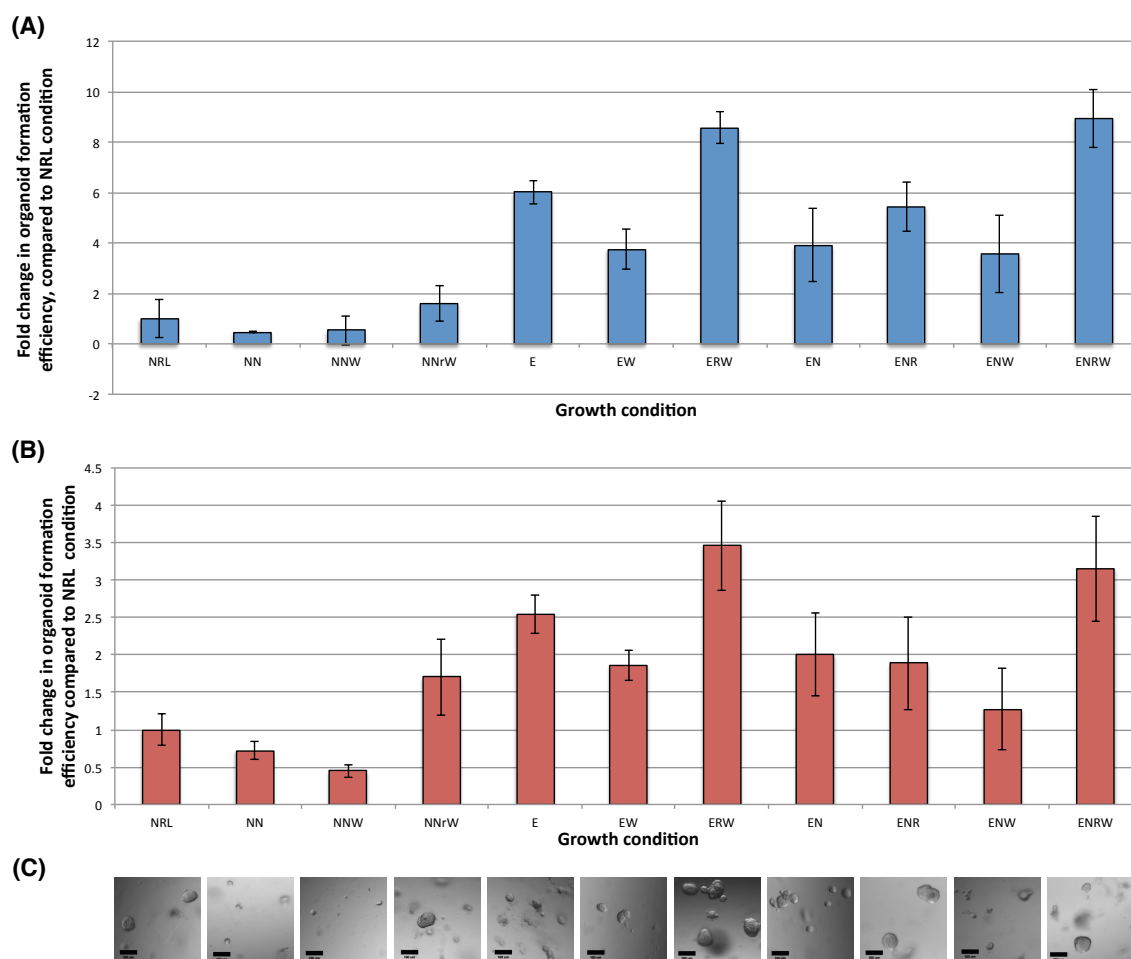 (A)
Fold change in organoid formation
efficiency, compared to NRL condition
12
10
8
6
4
2
0
-2
NRL NN NNW NNrW E EW ERW EN ENR ENW ENRW
Growth condition
(B)
Fold change in organoid formation
efficiency compared to NRL condition
4.5
4
3.5
3
2.5
2
1.5
1
0.5
0
NRL NN NNW NNrW E EW ERW EN ENR ENW ENRW
Growth condition
(C)